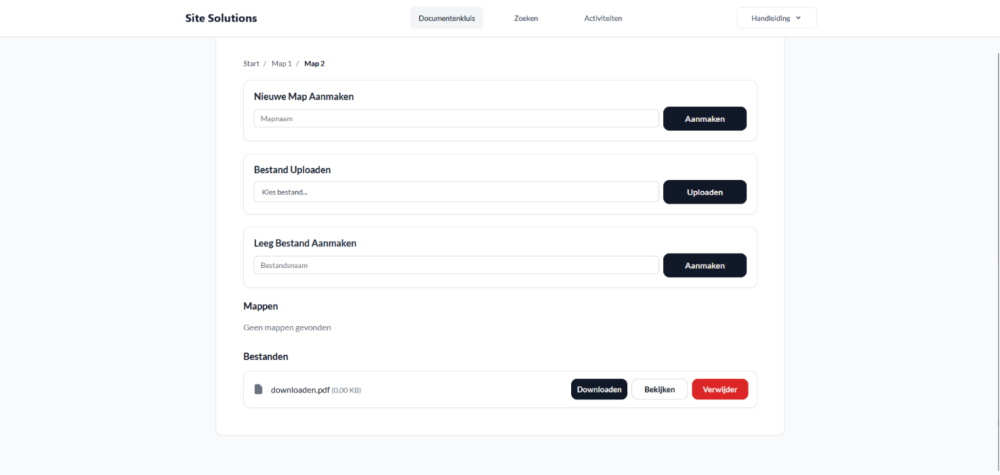 Site Solutions Documentenkluis Zoeken Activiteiten Handleiding
Start / Map 1 / Map 2
Nieuwe Map Aanmaken
Mapnaam Aanmaken
Bestand Uploaden
Kies bestand... Uploaden
Leeg Bestand Aanmaken
Bestandsnaam Aanmaken
Mappen
Geen mappen gevonden
Bestanden
downloaden.pdf (0.00 KB) Downloaden Bekijken Verwijder